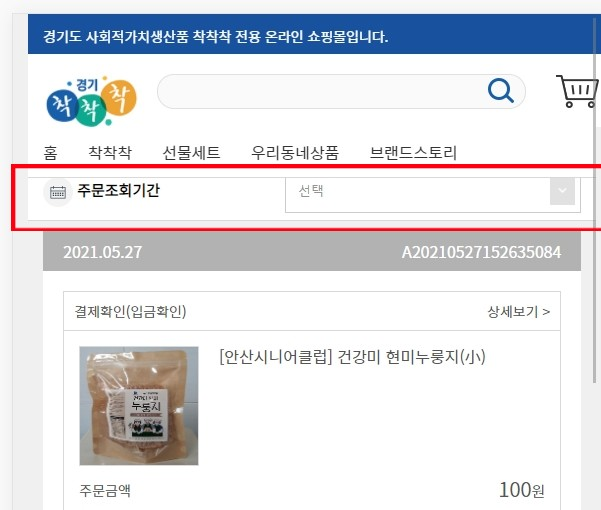 경기도 사회적가치생산품 착착착 전용 온라인 쇼핑몰입니다.
경기
착착착
홈 착착착 선물세트 우리동네상품 브랜드스토리
주문조회기간 선택
2021.05.27 A20210527152635084
결제확인(입금확인) 상세보기 >
[안산시니어클럽] 건강미 현미누룽지(小)
누룽지
주문금액 100원